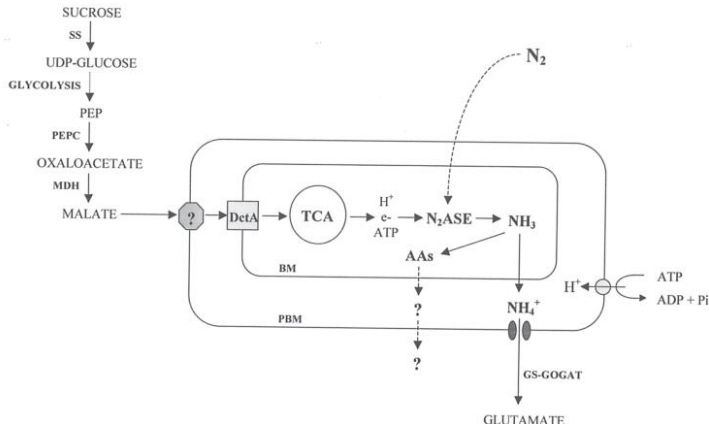 SUCROSE
SS
UDP-GLUCOSE
GLYCOLYSIS
PEP
PEPC
OXALOACETATE
MDH
MALATE
?
DctA
TCA
H+
e-
ATP
N2ASE
NH3
N2
AAs
BM
?
NH4+
PBM
?
H+
ATP
ADP + Pi
GS-GOGAT
GLUTAMATE